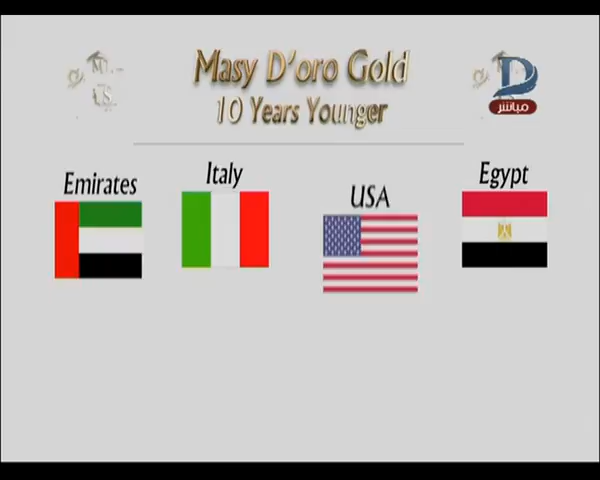 Masy D'oro Gold
10 Years Younger
مباشر
Emirates
Italy
USA
Egypt